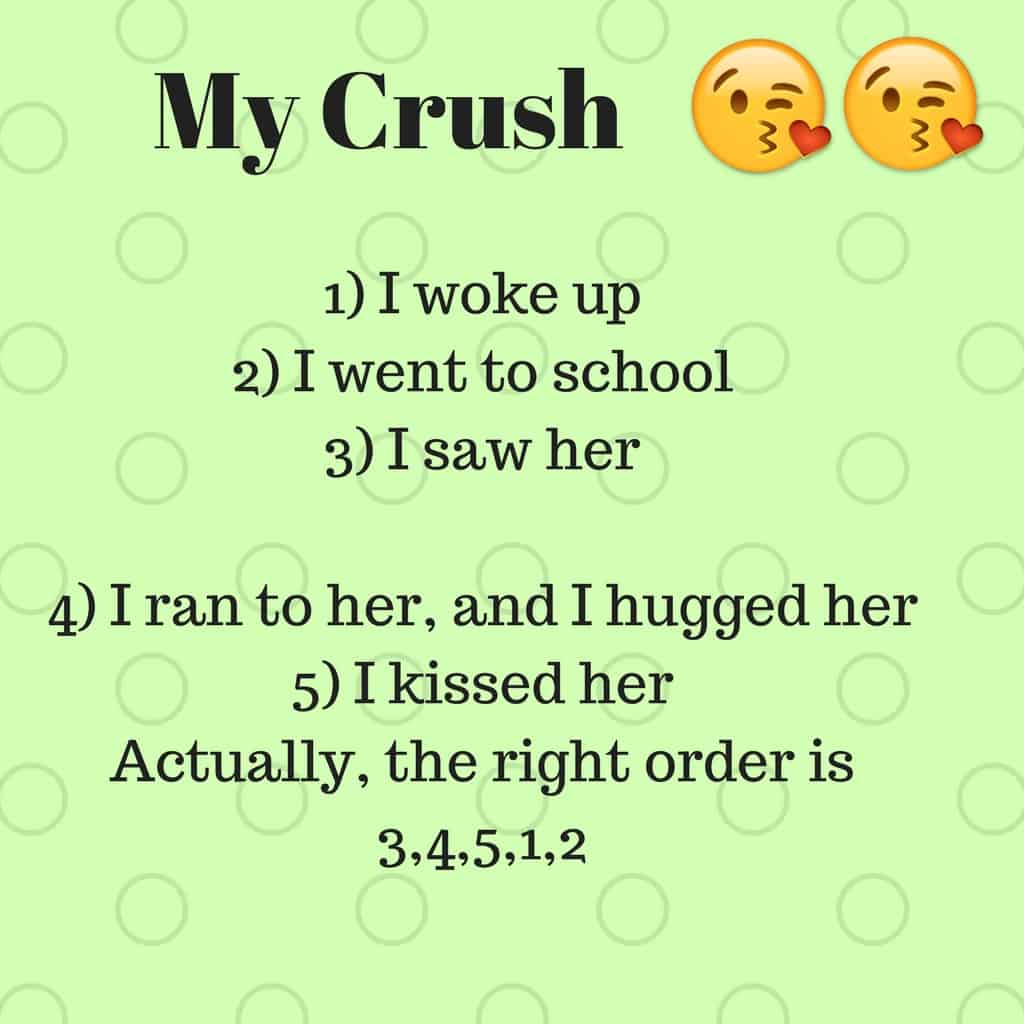 My Crush 😘😘
1) I woke up
2) I went to school
3) I saw her
4) I ran to her, and I hugged her
5) I kissed her
Actually, the right order is
3,4,5,1,2